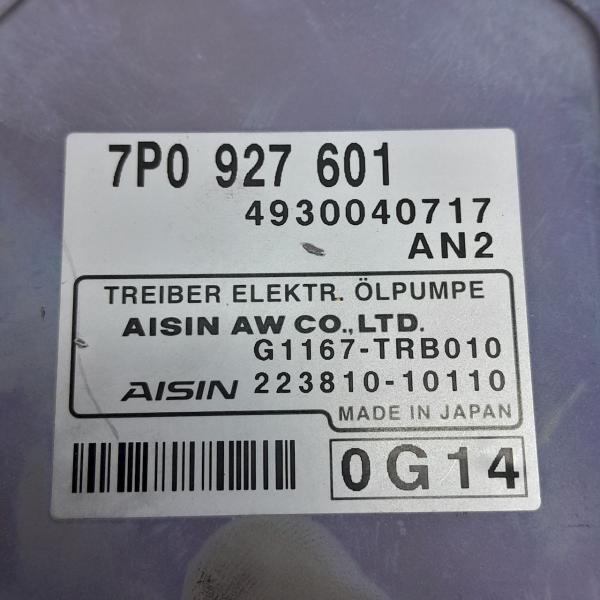 7P0 927 601
4930040717
AN2
TREIBER ELEKTR. ÖLPUMPE
AISIN AW CO.,LTD.
G1167-TRB010
AISIN 223810-10110
MADE IN JAPAN
0G14